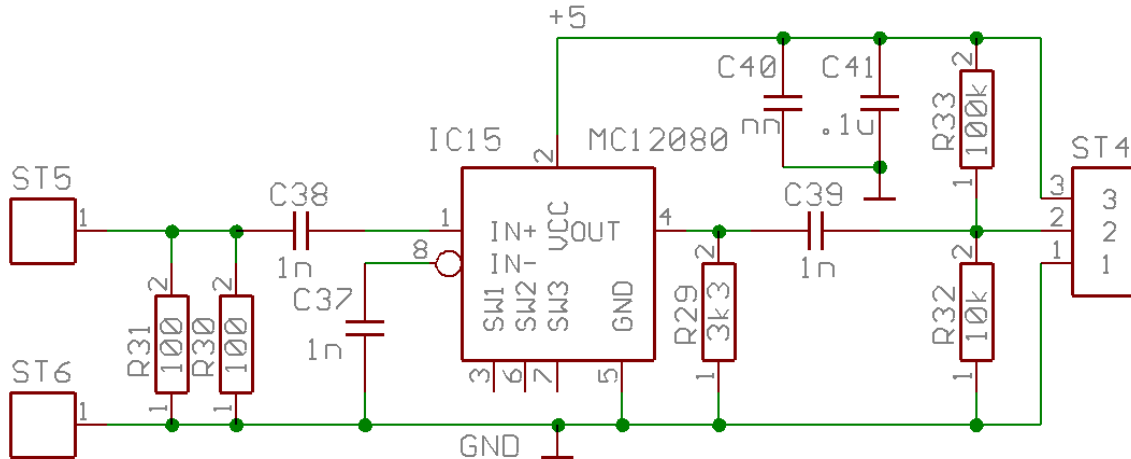 +5
C40 C41
2
R33
100k
nn .1u
IC15 MC12080
2
ST4
ST5
C38
C39
1
3 3
1
1
IN+ VCC OUT
4
2 2
8
IN-
1 1
1n
1n
C37
1n
2
2
2
2
R31
100
R30
100
SW1
SW2
SW3
GND
R29
3k3
R32
10k
ST6
3
6
7
5
1
1
1
1
1
GND